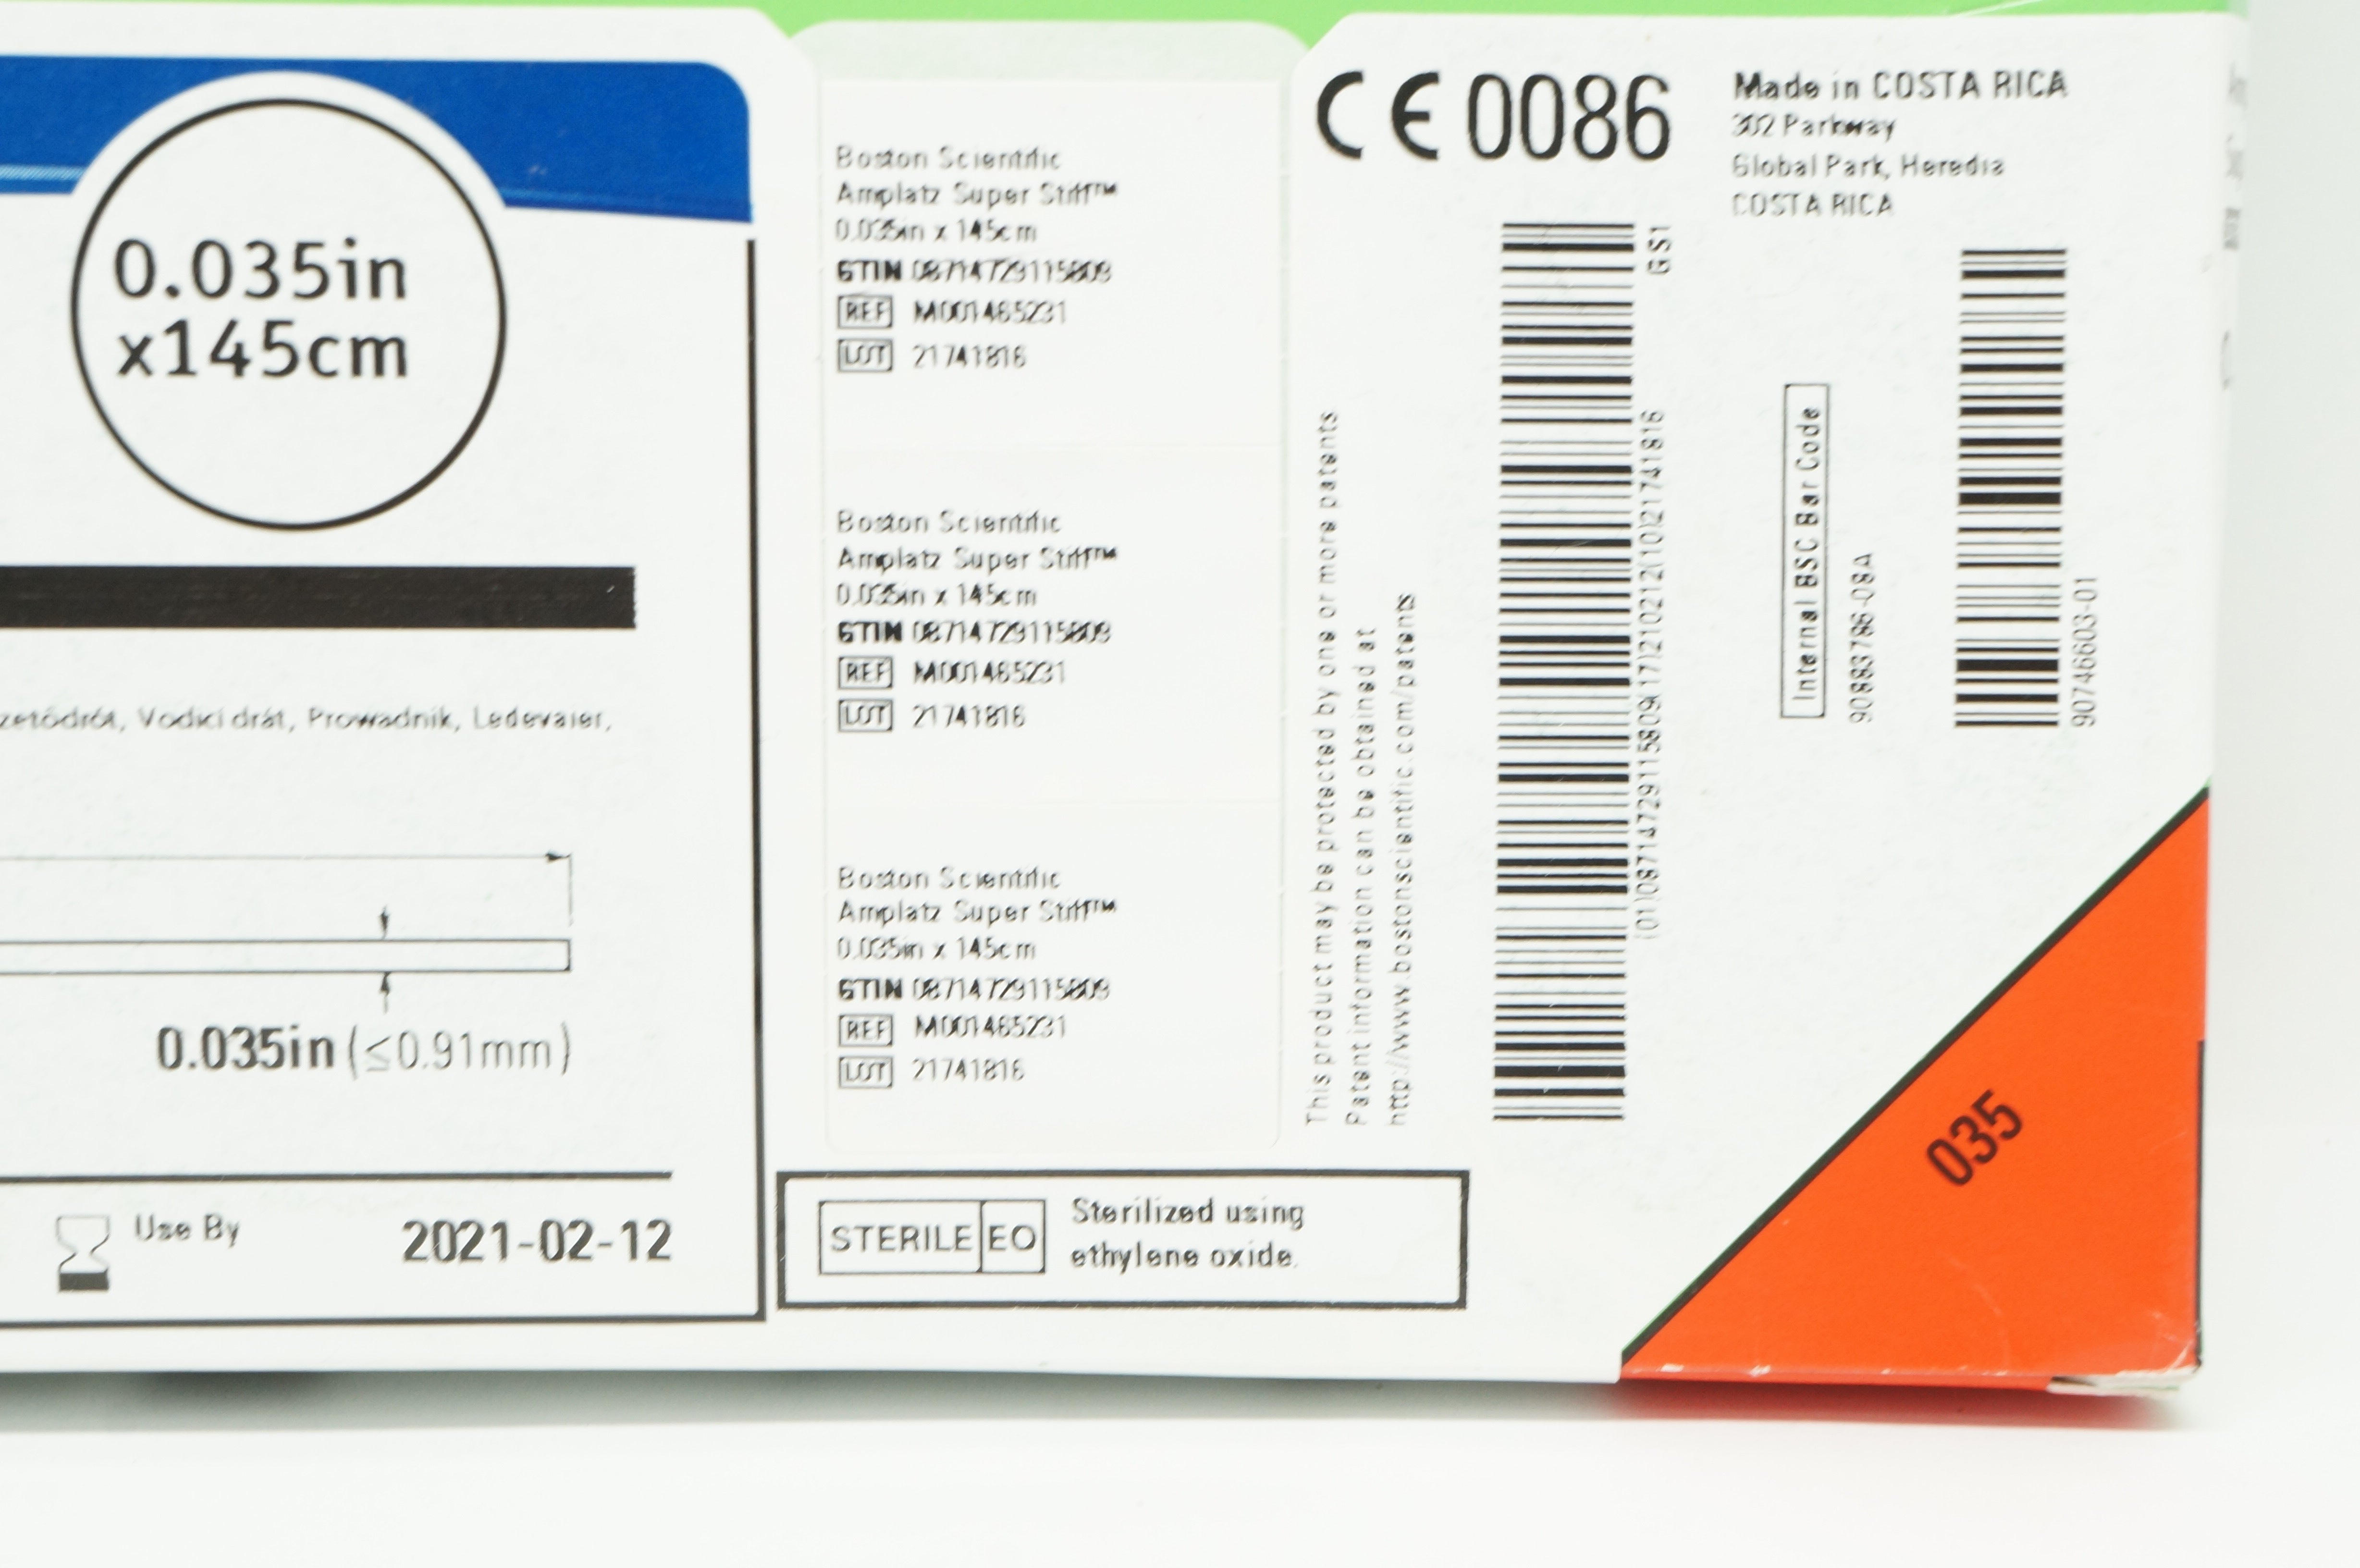 0.035in
x145cm
zetődrót, Vodicí drát, Prowadnik, Ledevaier,
0.035in (≤0.91mm)
Use By 2021-02-12
Boston Scientific
Amplatz Super Stiff™
0.035in x 145cm
GTIN 08714729115809
REF M001465231
LOT 21741816
Boston Scientific
Amplatz Super Stiff™
0.035in x 145cm
GTIN 08714729115809
REF M001465231
LOT 21741816
Boston Scientific
Amplatz Super Stiff™
0.035in x 145cm
GTIN 08714729115809
REF M001465231
LOT 21741816
STERILE EO
Sterilized using
ethylene oxide.
CE 0086
This product may be protected by one or more patents
Patent information can be obtained at
http://www.bostonscientific.com/patents
GS1
(01)08714729115809(17)210212(10)21741816
Made in COSTA RICA
302 Parkway
Global Park, Heredia
COSTA RICA
Internal BSC Bar Code
90883786-08A
90746603-01
035